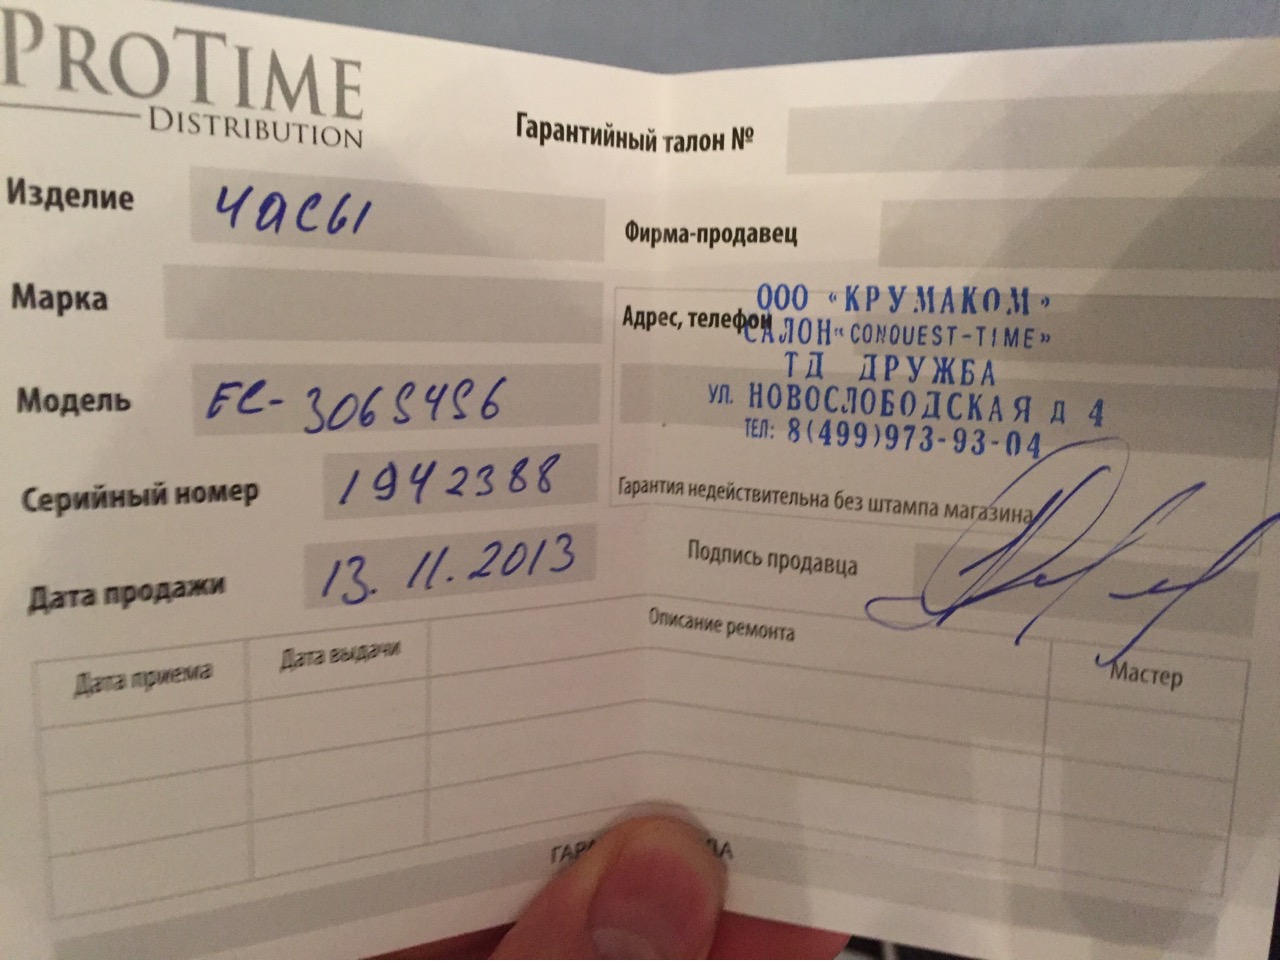 PROTIME
DISTRIBUTION
Гарантийный талон №
Изделие часы
Марка
Модель EC-3065456
Серийный номер 1942388
Дата продажи 13.11.2013
Фирма-продавец
Адрес, телефон
ООО «КРУМАКОМ»
САЛОН «CONQUEST-TIME»
ТД ДРУЖБА
УЛ. НОВОСЛОБОДСКАЯ Д 4
ТЕЛ: 8(499)973-93-04
Гарантия недействительна без штампа магазина
Подпись продавца
Дата приема Дата выдачи Описание ремонта Мастер